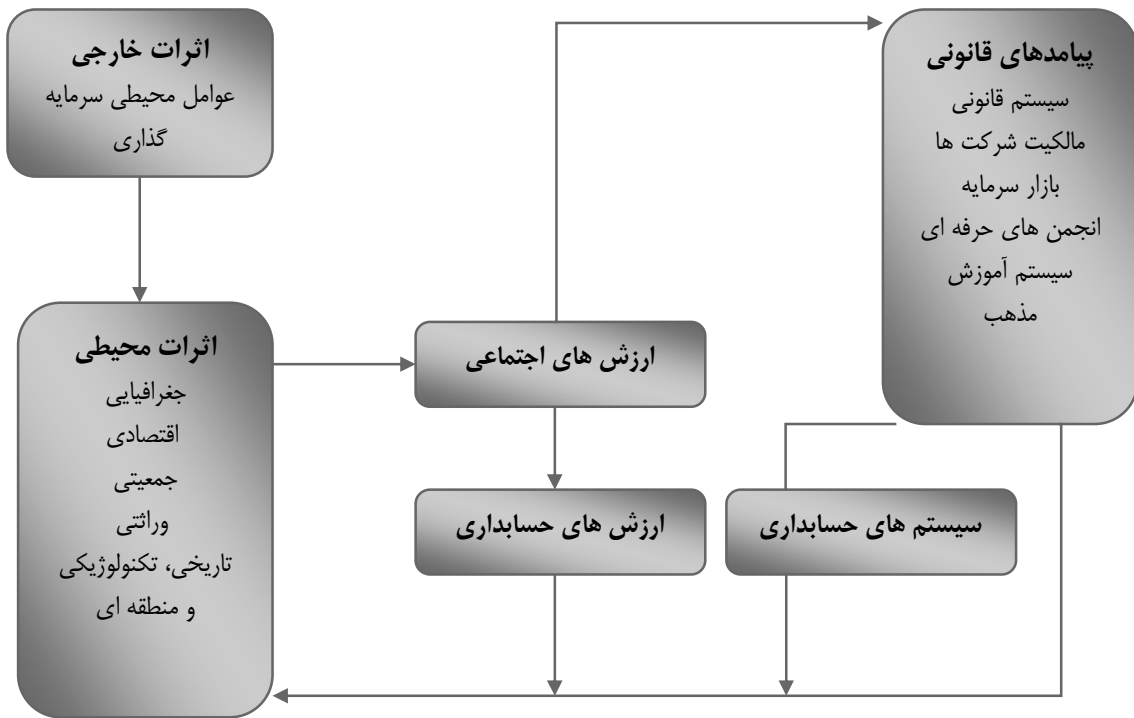 اثرات خارجی
عوامل محیطی سرمایه
گذاری
پیامدهای قانونی
سیستم قانونی
مالکیت شرکت ها
بازار سرمایه
انجمن های حرفه ای
سیستم آموزش
مذهب
اثرات محیطی
جغرافیایی
اقتصادی
جمعیتی
وراثتی
تاریخی، تکنولوژیکی
و منطقه ای
ارزش های اجتماعی
ارزش های حسابداری
سیستم های حسابداری